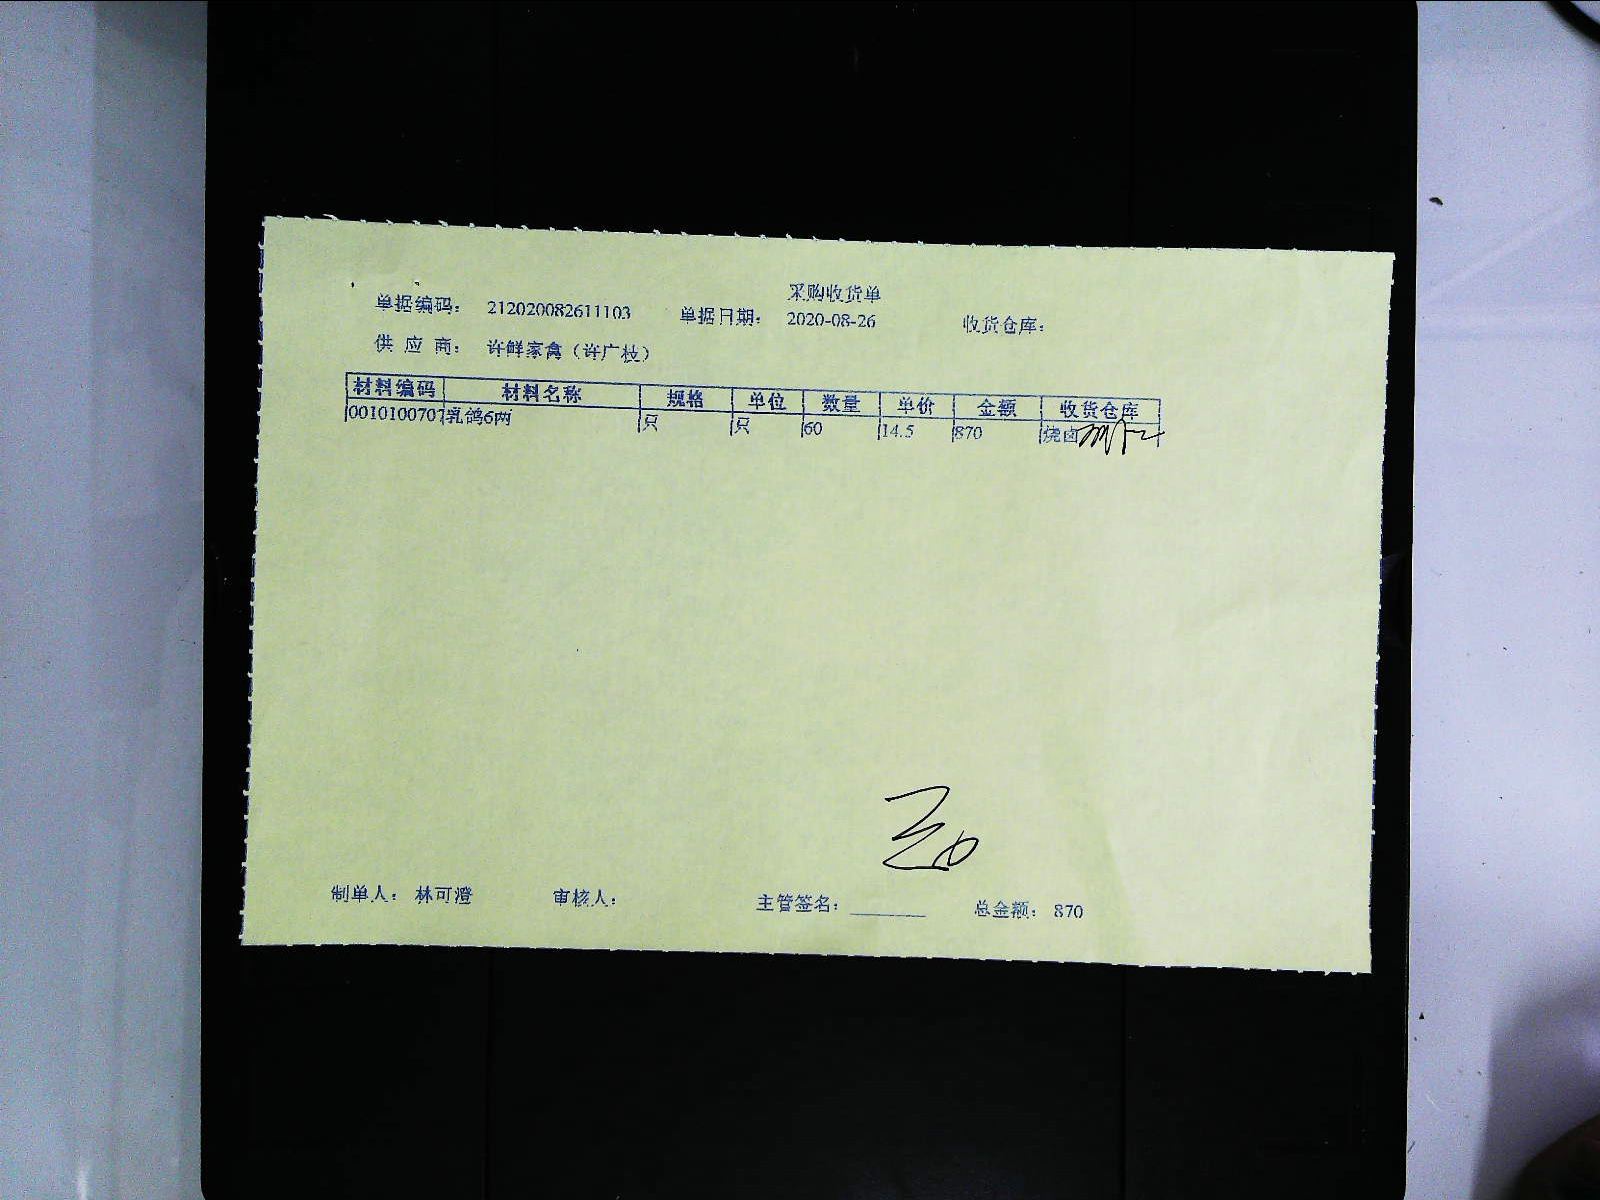 采购收货单
单据编码： 212020082611103 单据日期： 2020-08-26 收货仓库：
供 应 商： 许鲜家禽（许广枝）
材料编码 材料名称 规格 单位 数量 单价 金额 收货仓库
0010100707 乳鸽6两 只 只 60 14.5 870 烧卤
制单人： 林可澄 审核人： 主管签名： 总金额： 870